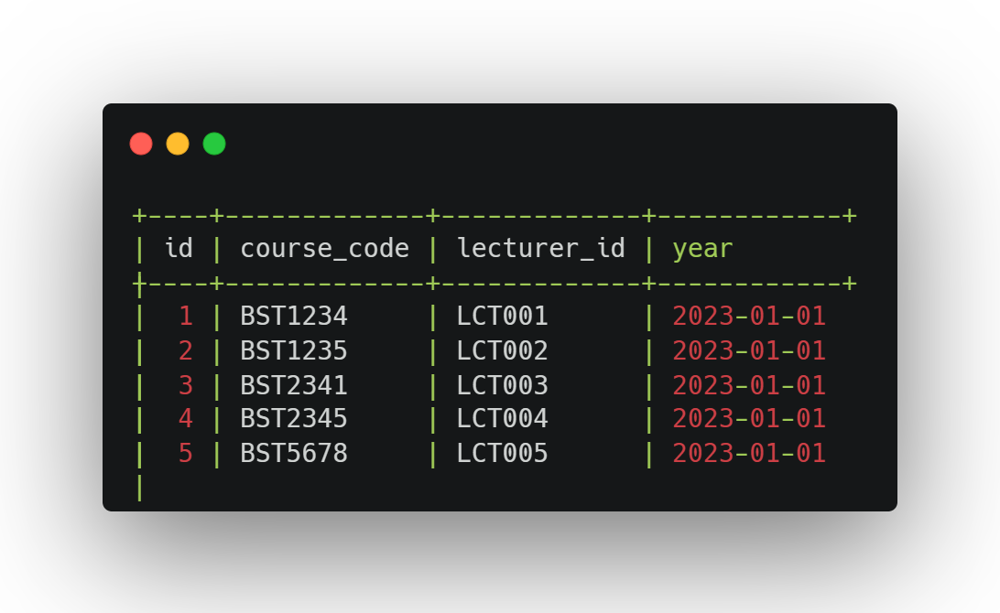 +----+-------------+-------------+------------+
| id | course_code | lecturer_id | year
+----+-------------+-------------+------------+
|  1 | BST1234     | LCT001      | 2023-01-01
|  2 | BST1235     | LCT002      | 2023-01-01
|  3 | BST2341     | LCT003      | 2023-01-01
|  4 | BST2345     | LCT004      | 2023-01-01
|  5 | BST5678     | LCT005      | 2023-01-01
|